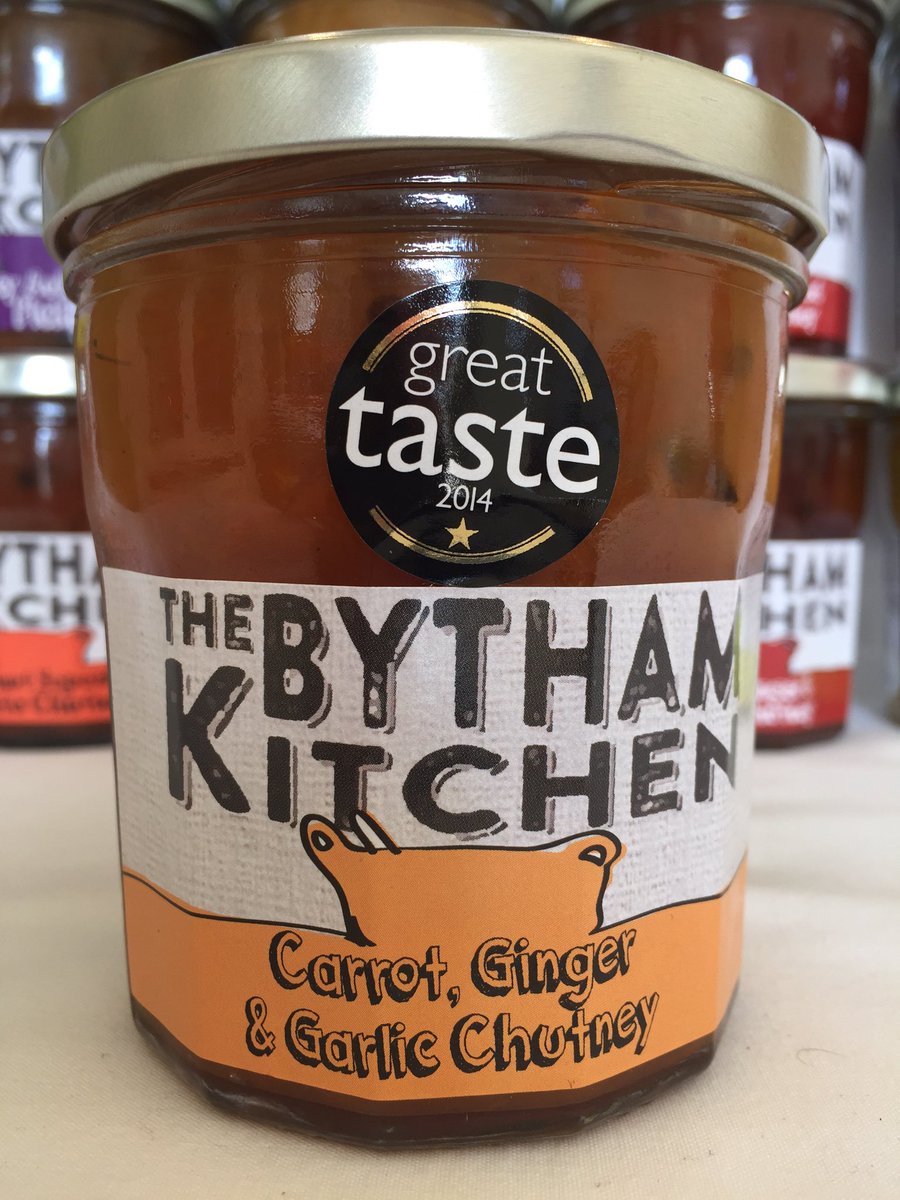 great
taste
2014
THE BYTHAM
KITCHEN
Carrot, Ginger
& Garlic Chutney